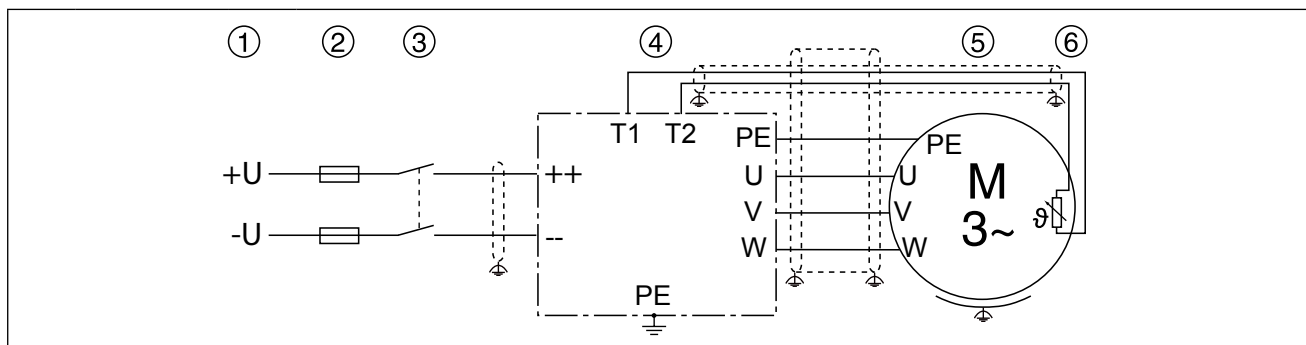 ① ② ③ ④ ⑤ ⑥
T1 T2
PE PE
+U ++ U U M
V V 3~ ϑ
-U -- W W
PE